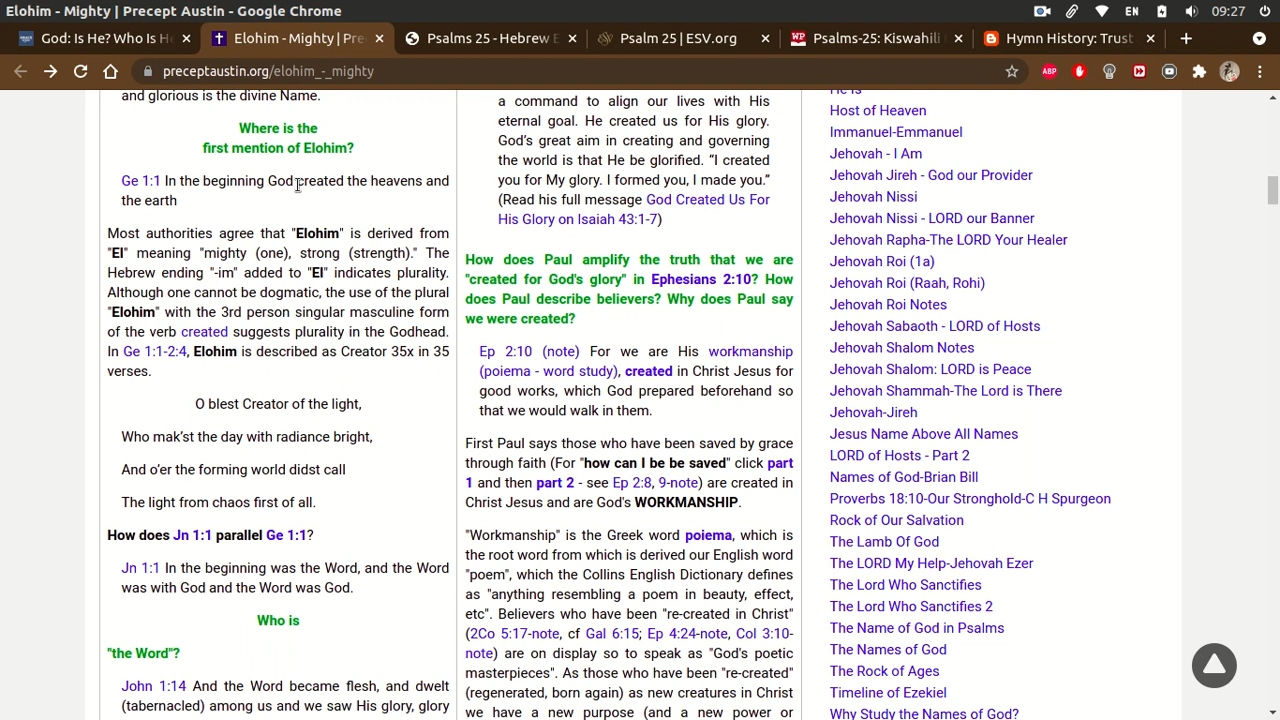 Elohim - Mighty | Precept Austin - Google Chrome
EN
09:27
God: Is He? Who Is H
Elohim - Mighty | Pre
Psalms 25 - Hebrew E
Psalm 25 | ESV.org
Psalms-25: Kiswahili
Hymn History: Trust
preceptaustin.org/elohim_-_mighty
ABP
and glorious is the divine Name.
Where is the
first mention of Elohim?
Ge 1:1 In the beginning God created the heavens and
the earth
Most authorities agree that "Elohim" is derived from
"El" meaning "mighty (one), strong (strength)." The
Hebrew ending "-im" added to "El" indicates plurality.
Although one cannot be dogmatic, the use of the plural
"Elohim" with the 3rd person singular masculine form
of the verb created suggests plurality in the Godhead.
In Ge 1:1-2:4, Elohim is described as Creator 35x in 35
verses.
O blest Creator of the light,
Who mak’st the day with radiance bright,
And o’er the forming world didst call
The light from chaos first of all.
How does Jn 1:1 parallel Ge 1:1?
Jn 1:1 In the beginning was the Word, and the Word
was with God and the Word was God.
Who is
"the Word"?
John 1:14 And the Word became flesh, and dwelt
(tabernacled) among us and we saw His glory, glory
a command to align our lives with His
eternal goal. He created us for His glory.
God’s great aim in creating and governing
the world is that He be glorified. “I created
you for My glory. I formed you, I made you.”
(Read his full message God Created Us For
His Glory on Isaiah 43:1-7)
How does Paul amplify the truth that we are
"created for God's glory" in Ephesians 2:10? How
does Paul describe believers? Why does Paul say
we were created?
Ep 2:10 (note) For we are His workmanship
(poiema - word study), created in Christ Jesus for
good works, which God prepared beforehand so
that we would walk in them.
First Paul says those who have been saved by grace
through faith (For "how can I be be saved" click part
1 and then part 2 - see Ep 2:8, 9-note) are created in
Christ Jesus and are God's WORKMANSHIP.
"Workmanship" is the Greek word poiema, which is
the root word from which is derived our English word
"poem", which the Collins English Dictionary defines
as "anything resembling a poem in beauty, effect,
etc". Believers who have been "re-created in Christ"
(2Co 5:17-note, cf Gal 6:15; Ep 4:24-note, Col 3:10-
note) are on display so to speak as "God's poetic
masterpieces". As those who have been "re-created"
(regenerated, born again) as new creatures in Christ
we have a new purpose (and a new power or
He is
Host of Heaven
Immanuel-Emmanuel
Jehovah - I Am
Jehovah Jireh - God our Provider
Jehovah Nissi
Jehovah Nissi - LORD our Banner
Jehovah Rapha-The LORD Your Healer
Jehovah Roi (1a)
Jehovah Roi (Raah, Rohi)
Jehovah Roi Notes
Jehovah Sabaoth - LORD of Hosts
Jehovah Shalom Notes
Jehovah Shalom: LORD is Peace
Jehovah Shammah-The Lord is There
Jehovah-Jireh
Jesus Name Above All Names
LORD of Hosts - Part 2
Names of God-Brian Bill
Proverbs 18:10-Our Stronghold-C H Spurgeon
Rock of Our Salvation
The Lamb Of God
The LORD My Help-Jehovah Ezer
The Lord Who Sanctifies
The Lord Who Sanctifies 2
The Name of God in Psalms
The Names of God
The Rock of Ages
Timeline of Ezekiel
Why Study the Names of God?